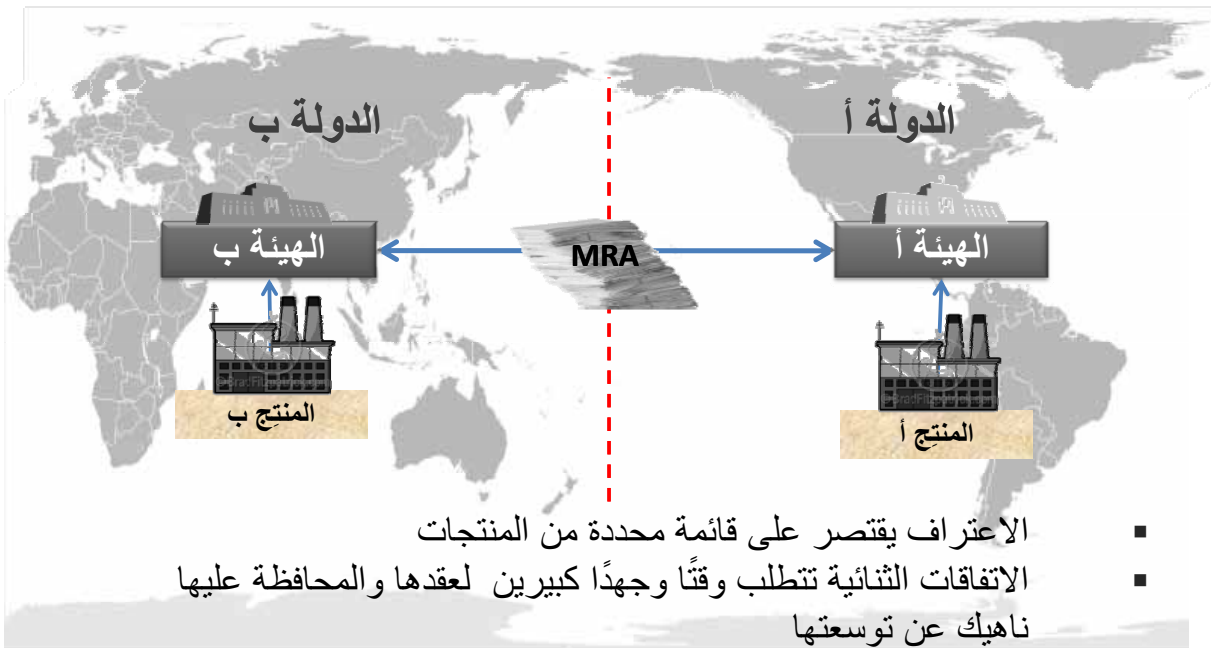 الدولة أ
الدولة ب
الهيئة أ
MRA
الهيئة ب
المنتِج أ
المنتِج ب
▪ الاعتراف يقتصر على قائمة محددة من المنتجات
▪ الاتفاقات الثنائية تتطلب وقتًا وجهدًا كبيرين لعقدها والمحافظة عليها
ناهيك عن توسعتها